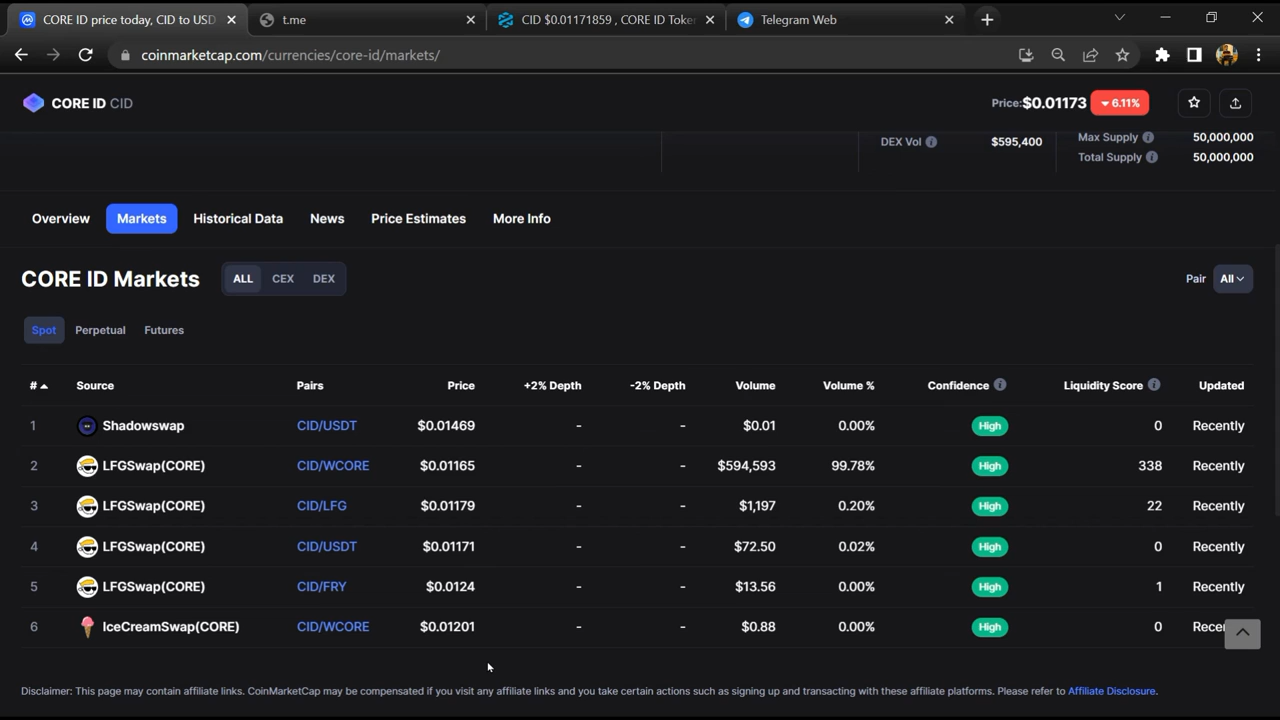 CORE ID price today, CID to USD
t.me
CID $0.01171859 , CORE ID Toke
Telegram Web
coinmarketcap.com/currencies/core-id/markets/
CORE ID CID
Price: $0.01173 6.11%
DEX Vol $595,400
Max Supply 50,000,000
Total Supply 50,000,000
Overview Markets Historical Data News Price Estimates More Info
CORE ID Markets ALL CEX DEX Pair All
Spot Perpetual Futures
# Source Pairs Price +2% Depth -2% Depth Volume Volume % Confidence Liquidity Score Updated
1 Shadowswap CID/USDT $0.01469 - - $0.01 0.00% High 0 Recently
2 LFGSwap(CORE) CID/WCORE $0.01165 - - $594,593 99.78% High 338 Recently
3 LFGSwap(CORE) CID/LFG $0.01179 - - $1,197 0.20% High 22 Recently
4 LFGSwap(CORE) CID/USDT $0.01171 - - $72.50 0.02% High 0 Recently
5 LFGSwap(CORE) CID/FRY $0.0124 - - $13.56 0.00% High 1 Recently
6 IceCreamSwap(CORE) CID/WCORE $0.01201 - - $0.88 0.00% High 0 Rece
Disclaimer: This page may contain affiliate links. CoinMarketCap may be compensated if you visit any affiliate links and you take certain actions such as signing up and transacting with these affiliate platforms. Please refer to Affiliate Disclosure.